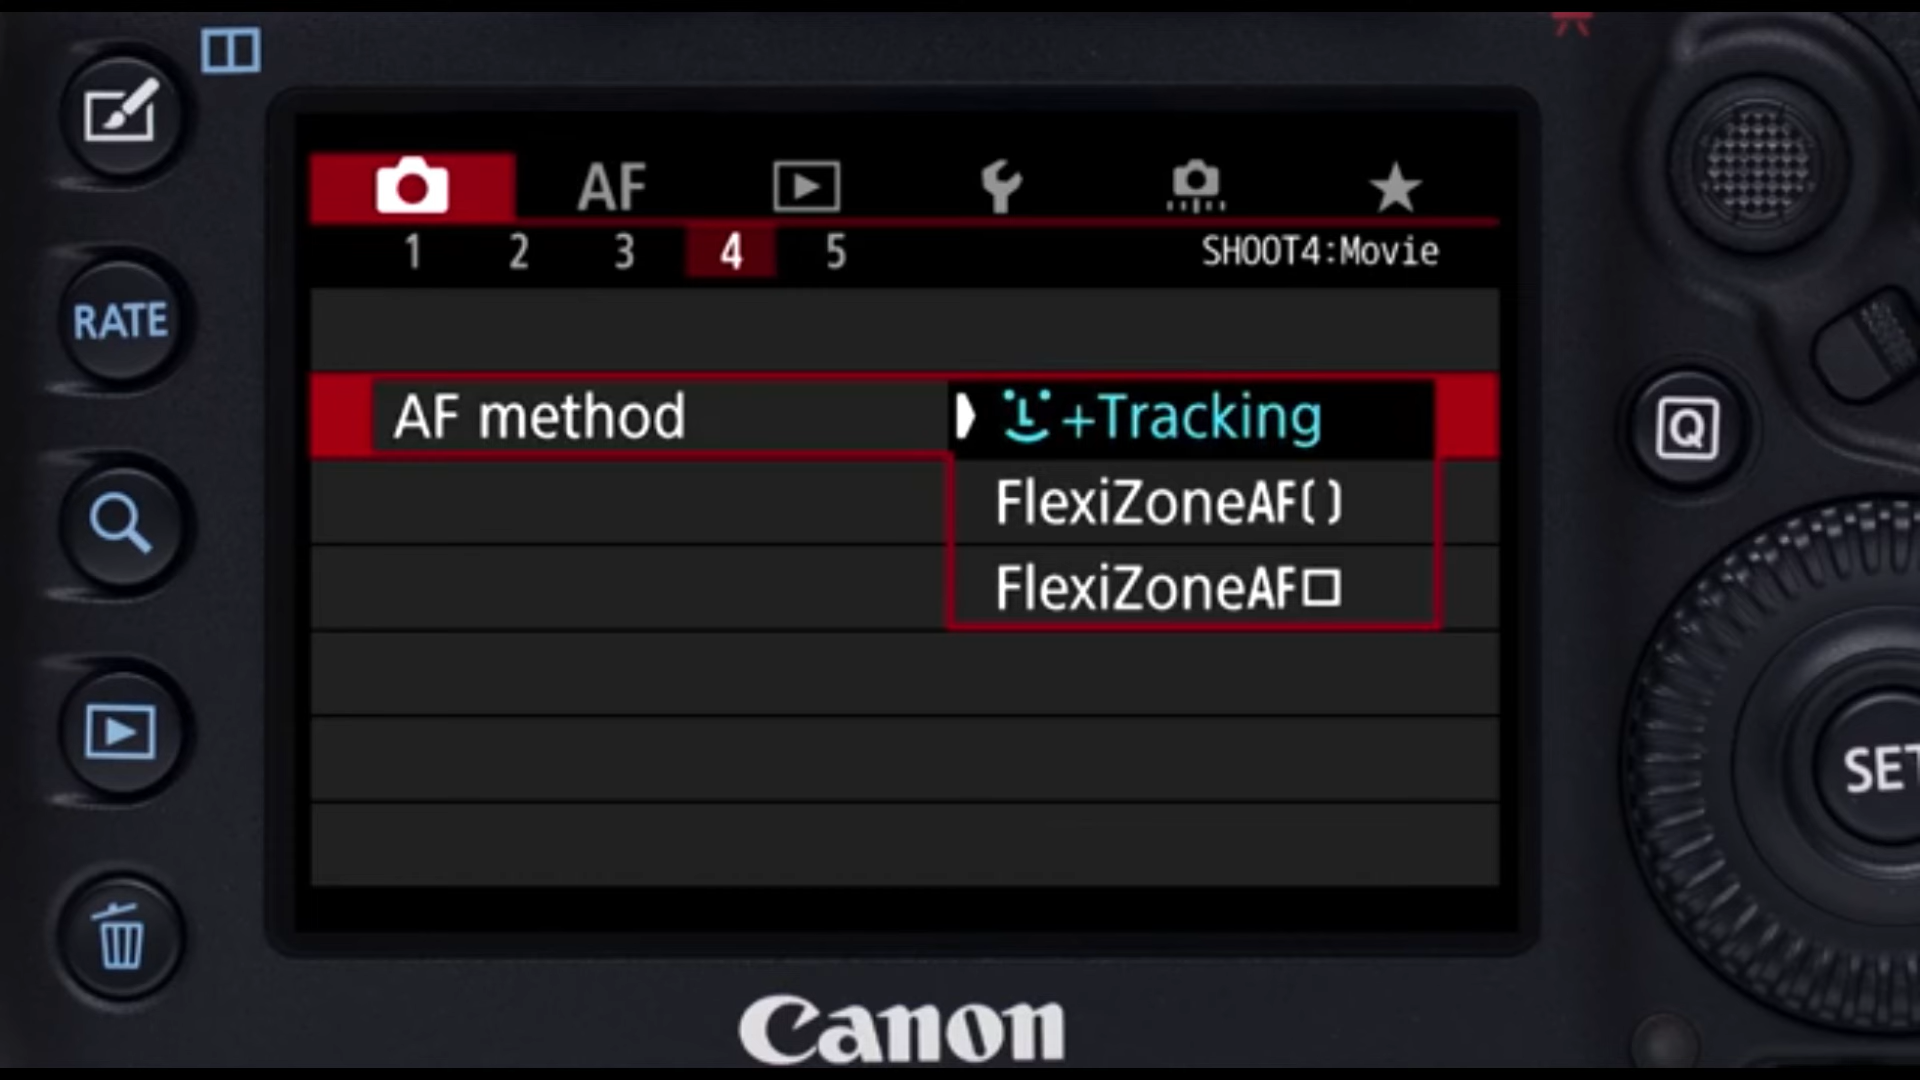 AF
1 2 3 4 5 SHOOT4:Movie
RATE
AF method +Tracking
Q
FlexiZoneAF( )
FlexiZoneAF
SET
Canon